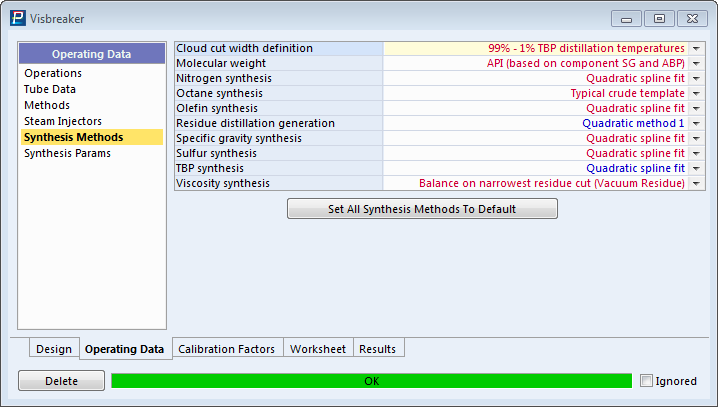 Visbreaker
Operating Data
Operations
Tube Data
Methods
Steam Injectors
Synthesis Methods
Synthesis Params
Cloud cut width definition 99% - 1% TBP distillation temperatures
Molecular weight API (based on component SG and ABP)
Nitrogen synthesis Quadratic spline fit
Octane synthesis Typical crude template
Olefin synthesis Quadratic spline fit
Residue distillation generation Quadratic method 1
Specific gravity synthesis Quadratic spline fit
Sulfur synthesis Quadratic spline fit
TBP synthesis Quadratic spline fit
Viscosity synthesis Balance on narrowest residue cut (Vacuum Residue)
Set All Synthesis Methods To Default
Design Operating Data Calibration Factors Worksheet Results
Delete OK Ignored